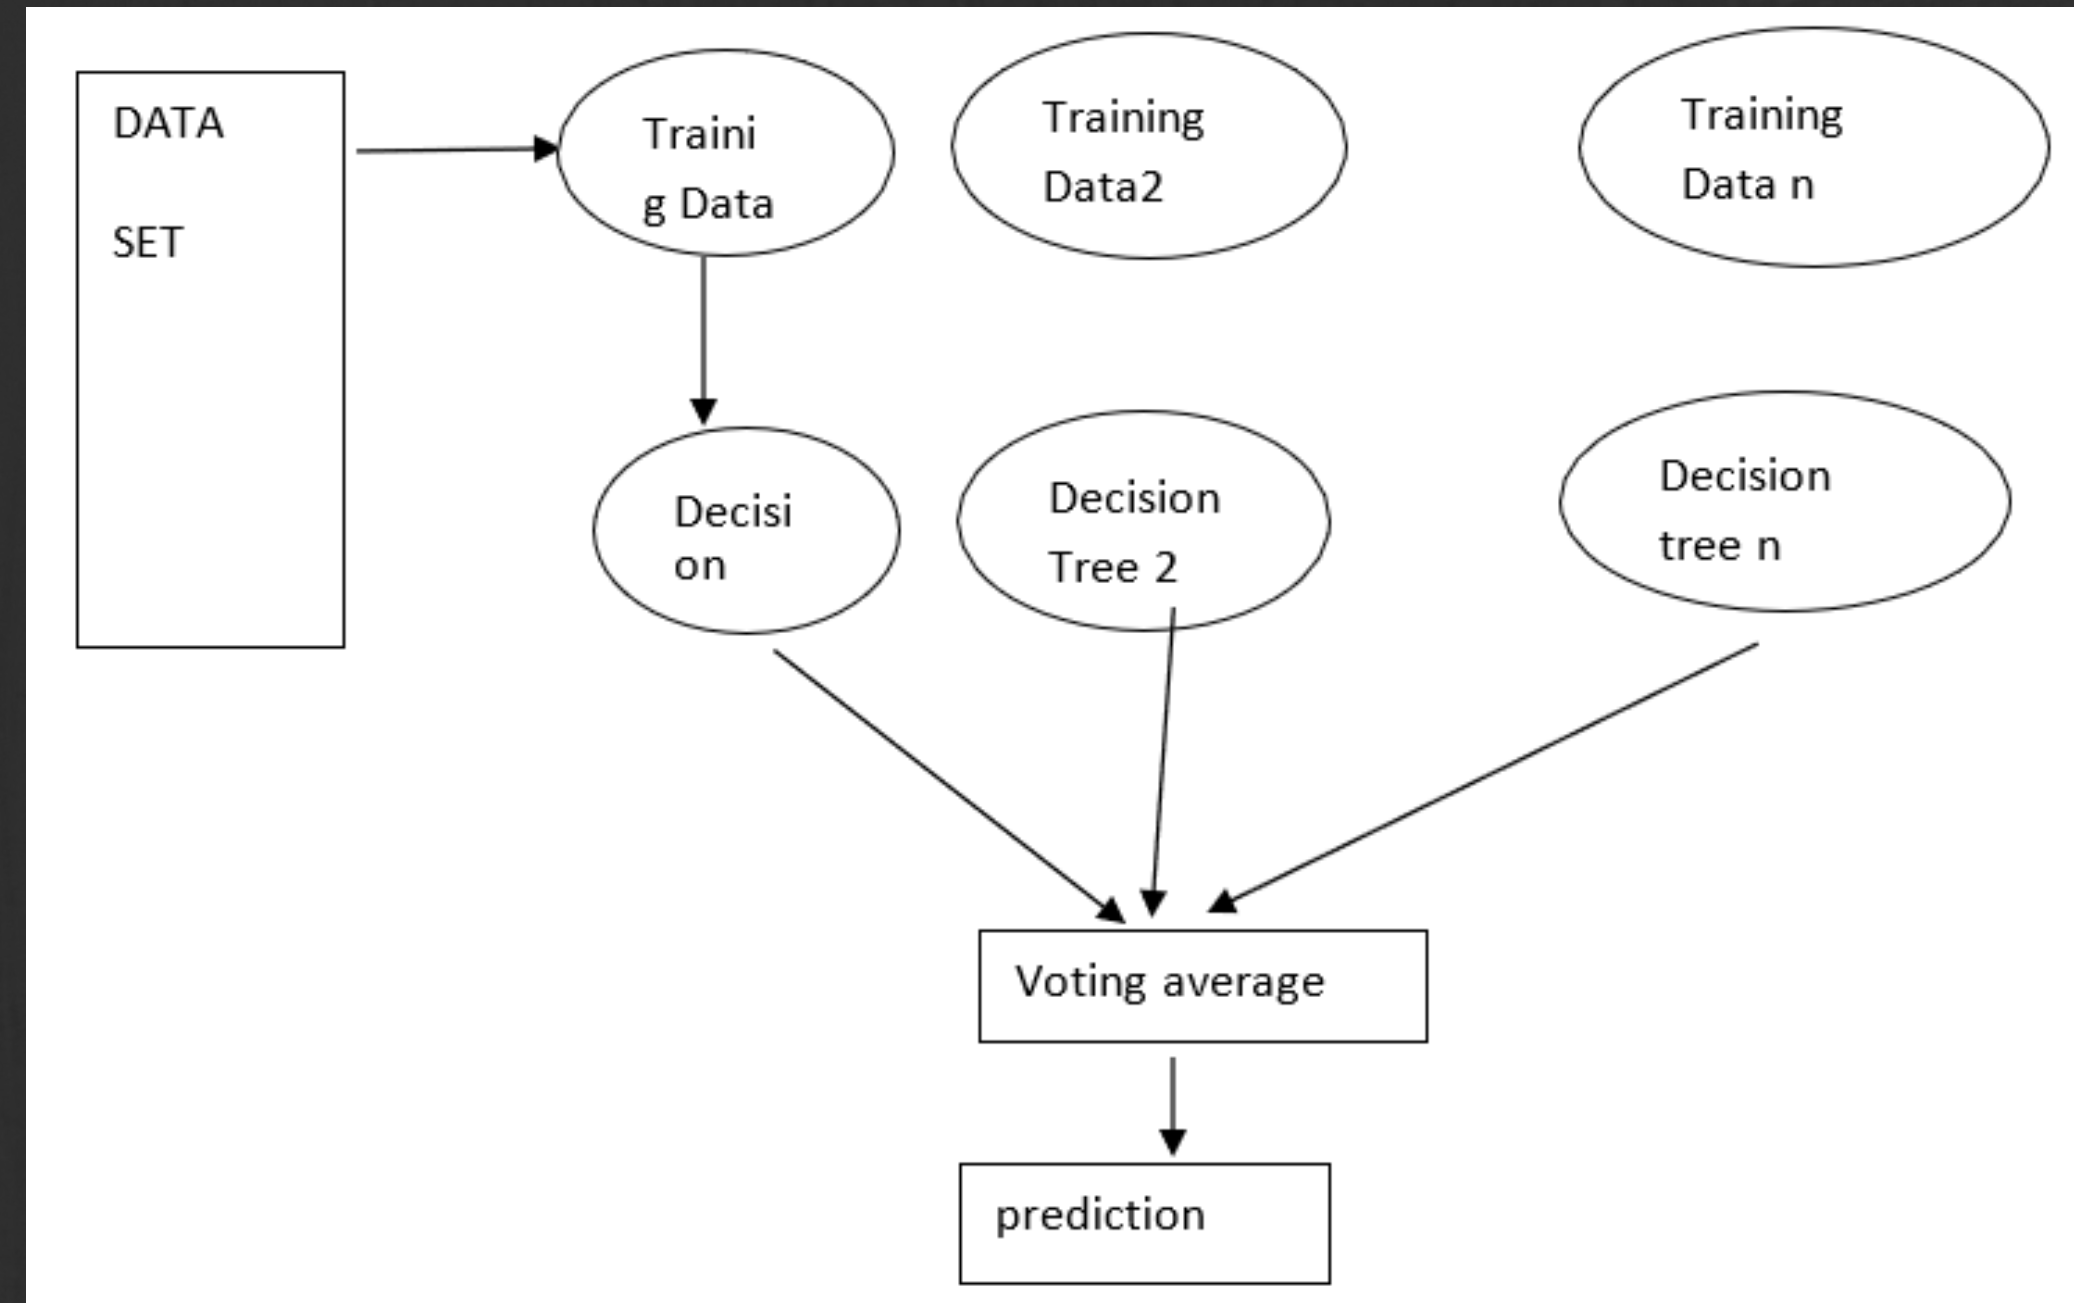 DATA
SET
Traini
g Data
Training
Data2
Training
Data n
Decisi
on
Decision
Tree 2
Decision
tree n
Voting average
prediction